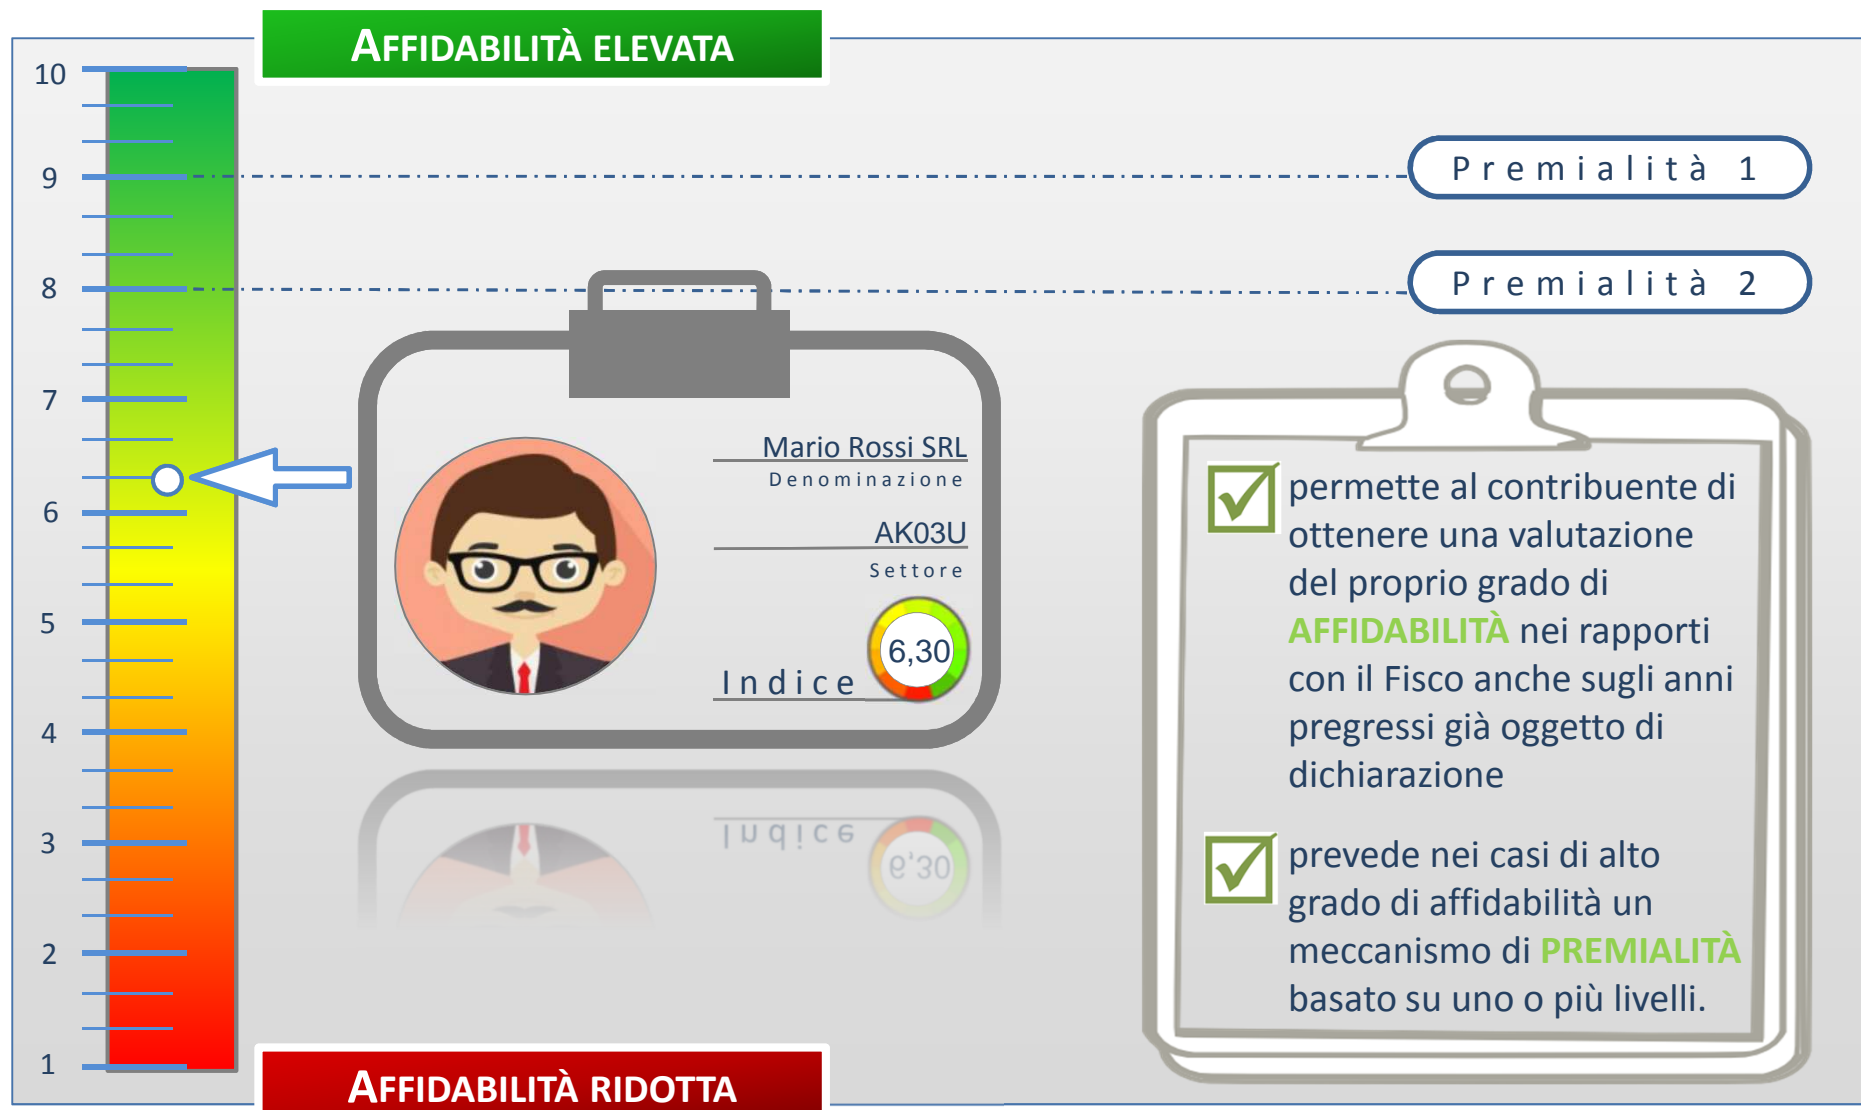 AFFIDABILITÀ ELEVATA
10
9
8
7
6
5
4
3
2
1
Premialità 1
Premialità 2
Mario Rossi SRL
Denominazione
AK03U
Settore
6,30
Indice
permette al contribuente di
ottenere una valutazione
del proprio grado di
AFFIDABILITÀ nei rapporti
con il Fisco anche sugli anni
pregressi già oggetto di
dichiarazione
prevede nei casi di alto
grado di affidabilità un
meccanismo di PREMIALITÀ
basato su uno o più livelli.
Indice
6,30
AFFIDABILITÀ RIDOTTA